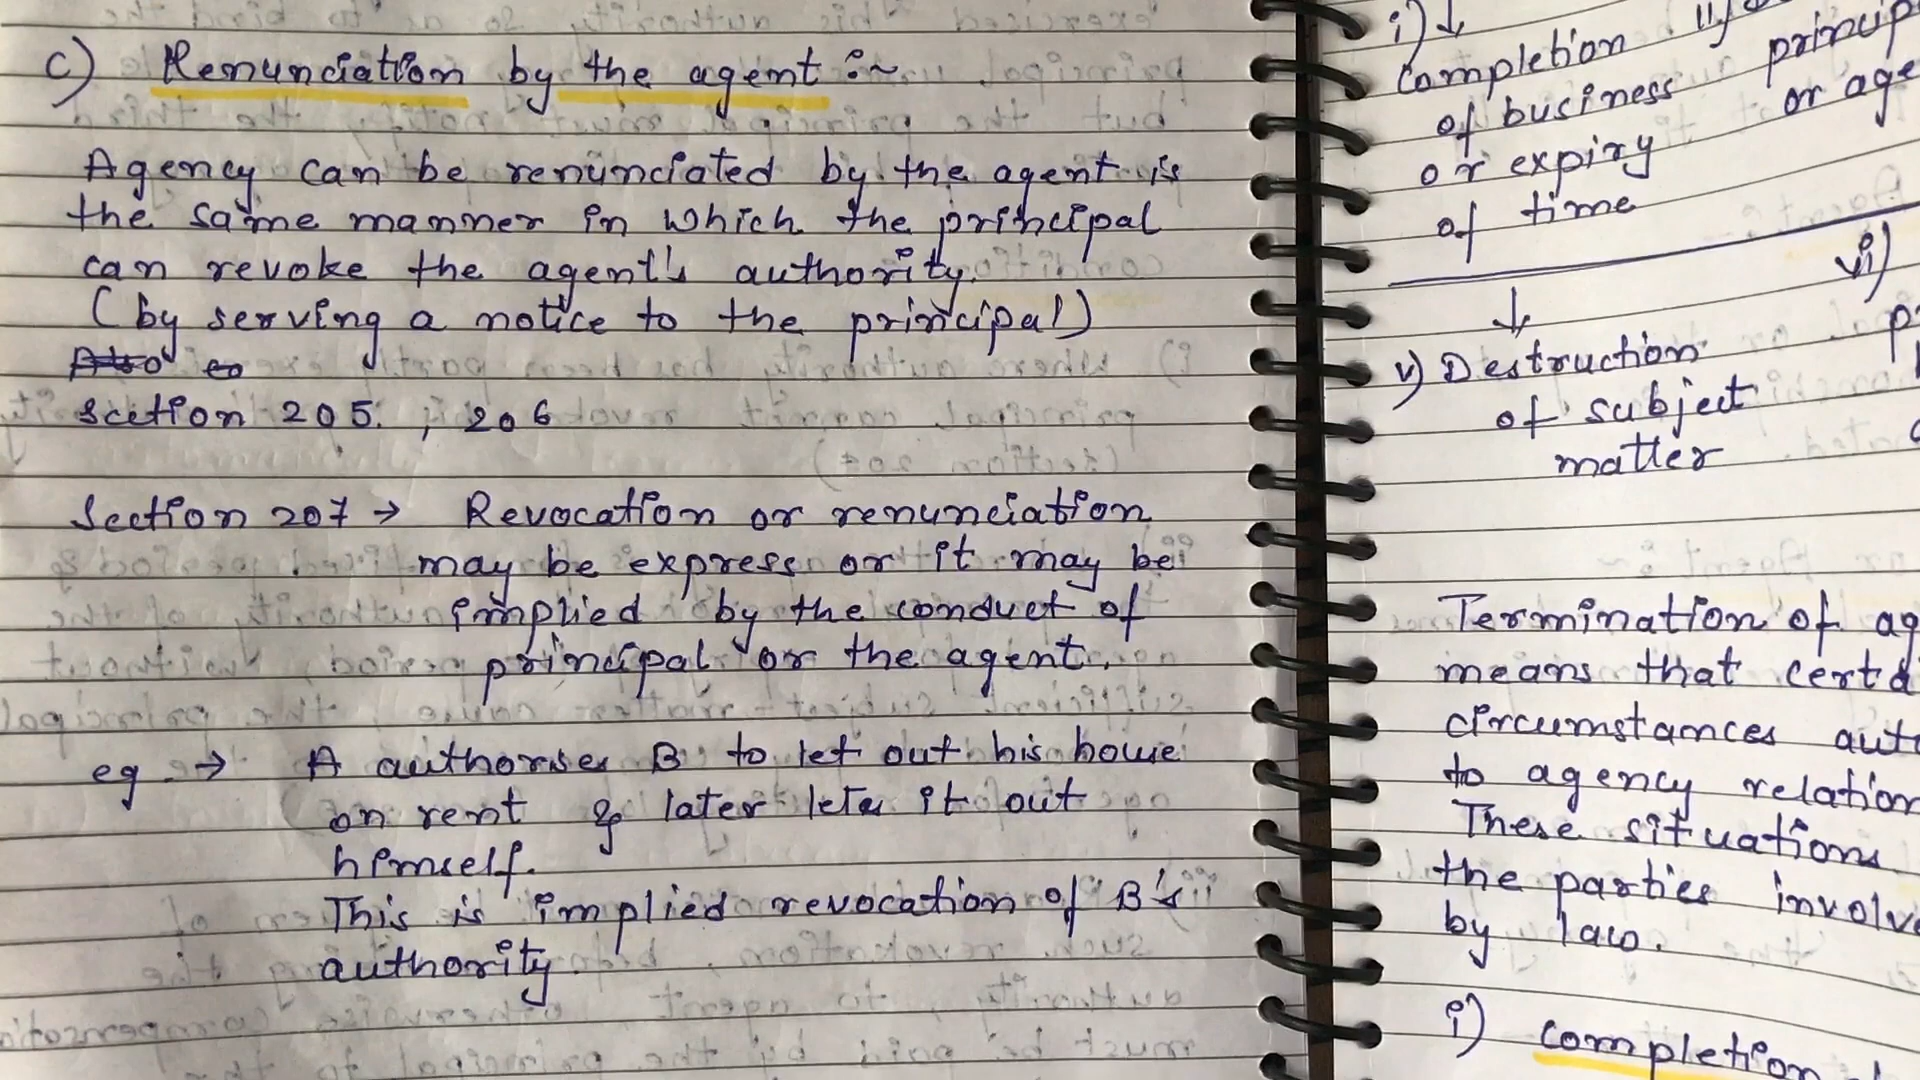 c) Renunciation by the agent :~
Agency can be renunciated by the agent is
the same manner in which the principal
can revoke the agent's authority.
(by serving a notice to the principal)
Section 205 , 206
Section 207 → Revocation or renunciation
may be express or it may be
implied by the conduct of
principal or the agent.
eg → A authorises B to let out his house
on rent & later lets it out
himself.
This is implied revocation of B's
authority.
i) ↓
Completion
of business
or expiry
of time
princip
or age
↓
v) Destruction
of subject
matter
vi)
p
Termination of ag
means that certa
circumstances auto
to agency relation
These situations
the parties involve
by law.
i) completion